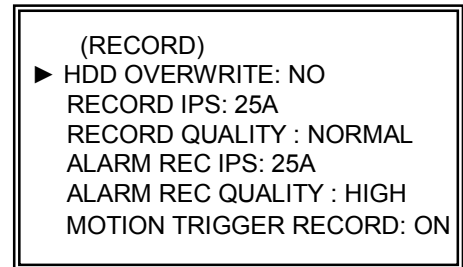 (RECORD)
► HDD OVERWRITE: NO
RECORD IPS: 25A
RECORD QUALITY : NORMAL
ALARM REC IPS: 25A
ALARM REC QUALITY : HIGH
MOTION TRIGGER RECORD: ON